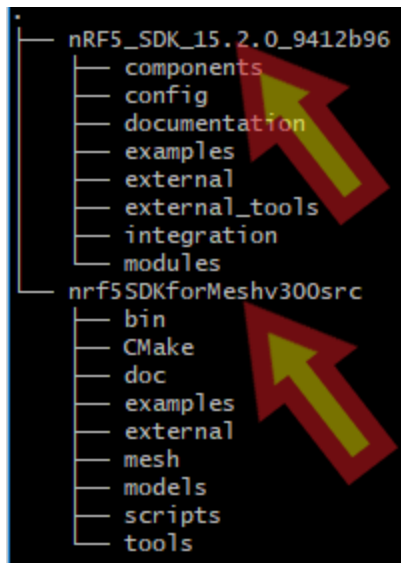 .
├── nRF5_SDK_15.2.0_9412b96
│   ├── components
│   ├── config
│   ├── documentation
│   ├── examples
│   ├── external
│   ├── external_tools
│   ├── integration
│   └── modules
└── nrf5SDKforMeshv300src
    ├── bin
    ├── CMake
    ├── doc
    ├── examples
    ├── external
    ├── mesh
    ├── models
    ├── scripts
    └── tools